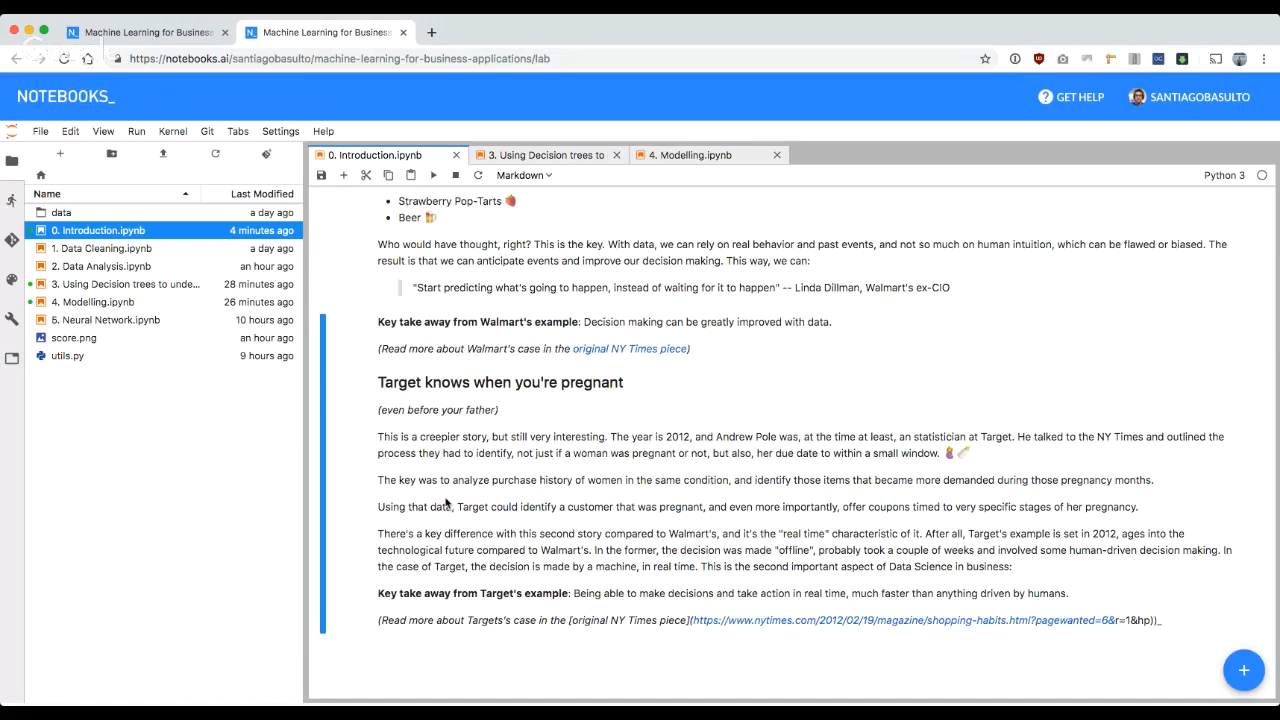 Machine Learning for Business
Machine Learning for Business
https://notebooks.ai/santiagobasulto/machine-learning-for-business-applications/lab
NOTEBOOKS_
GET HELP
SANTIAGOBASULTO
File Edit View Run Kernel Git Tabs Settings Help
0. Introduction.ipynb
3. Using Decision trees to
4. Modelling.ipynb
Markdown
Python 3
Name
Last Modified
data a day ago
0. Introduction.ipynb 4 minutes ago
1. Data Cleaning.ipynb a day ago
2. Data Analysis.ipynb an hour ago
3. Using Decision trees to unde... 28 minutes ago
4. Modelling.ipynb 26 minutes ago
5. Neural Network.ipynb 10 hours ago
score.png an hour ago
utils.py 9 hours ago
• Strawberry Pop-Tarts 🍓
• Beer 🍺
Who would have thought, right? This is the key. With data, we can rely on real behavior and past events, and not so much on human intuition, which can be flawed or biased. The
result is that we can anticipate events and improve our decision making. This way, we can:
"Start predicting what's going to happen, instead of waiting for it to happen" -- Linda Dillman, Walmart's ex-CIO
Key take away from Walmart's example: Decision making can be greatly improved with data.
(Read more about Walmart's case in the original NY Times piece)
Target knows when you're pregnant
(even before your father)
This is a creepier story, but still very interesting. The year is 2012, and Andrew Pole was, at the time at least, an statistician at Target. He talked to the NY Times and outlined the
process they had to identify, not just if a woman was pregnant or not, but also, her due date to within a small window.
The key was to analyze purchase history of women in the same condition, and identify those items that became more demanded during those pregnancy months.
Using that data, Target could identify a customer that was pregnant, and even more importantly, offer coupons timed to very specific stages of her pregnancy.
There's a key difference with this second story compared to Walmart's, and it's the "real time" characteristic of it. After all, Target's example is set in 2012, ages into the
technological future compared to Walmart's. In the former, the decision was made "offline", probably took a couple of weeks and involved some human-driven decision making. In
the case of Target, the decision is made by a machine, in real time. This is the second important aspect of Data Science in business:
Key take away from Target's example: Being able to make decisions and take action in real time, much faster than anything driven by humans.
(Read more about Targets's case in the [original NY Times piece](https://www.nytimes.com/2012/02/19/magazine/shopping-habits.html?pagewanted=6&r=1&hp))_